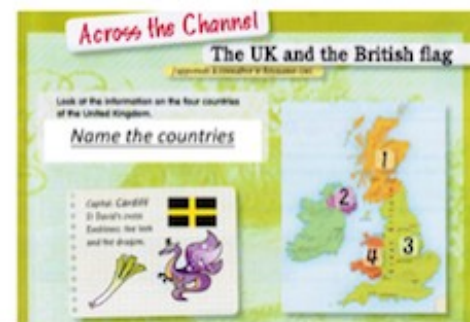 Across the Channel
The UK and the British flag
Look at the information on the four countries
of the United Kingdom.
Name the countries
Capital: Cardiff
St David's cross
Emblems: the leek
and the dragon.
1
2
3
4